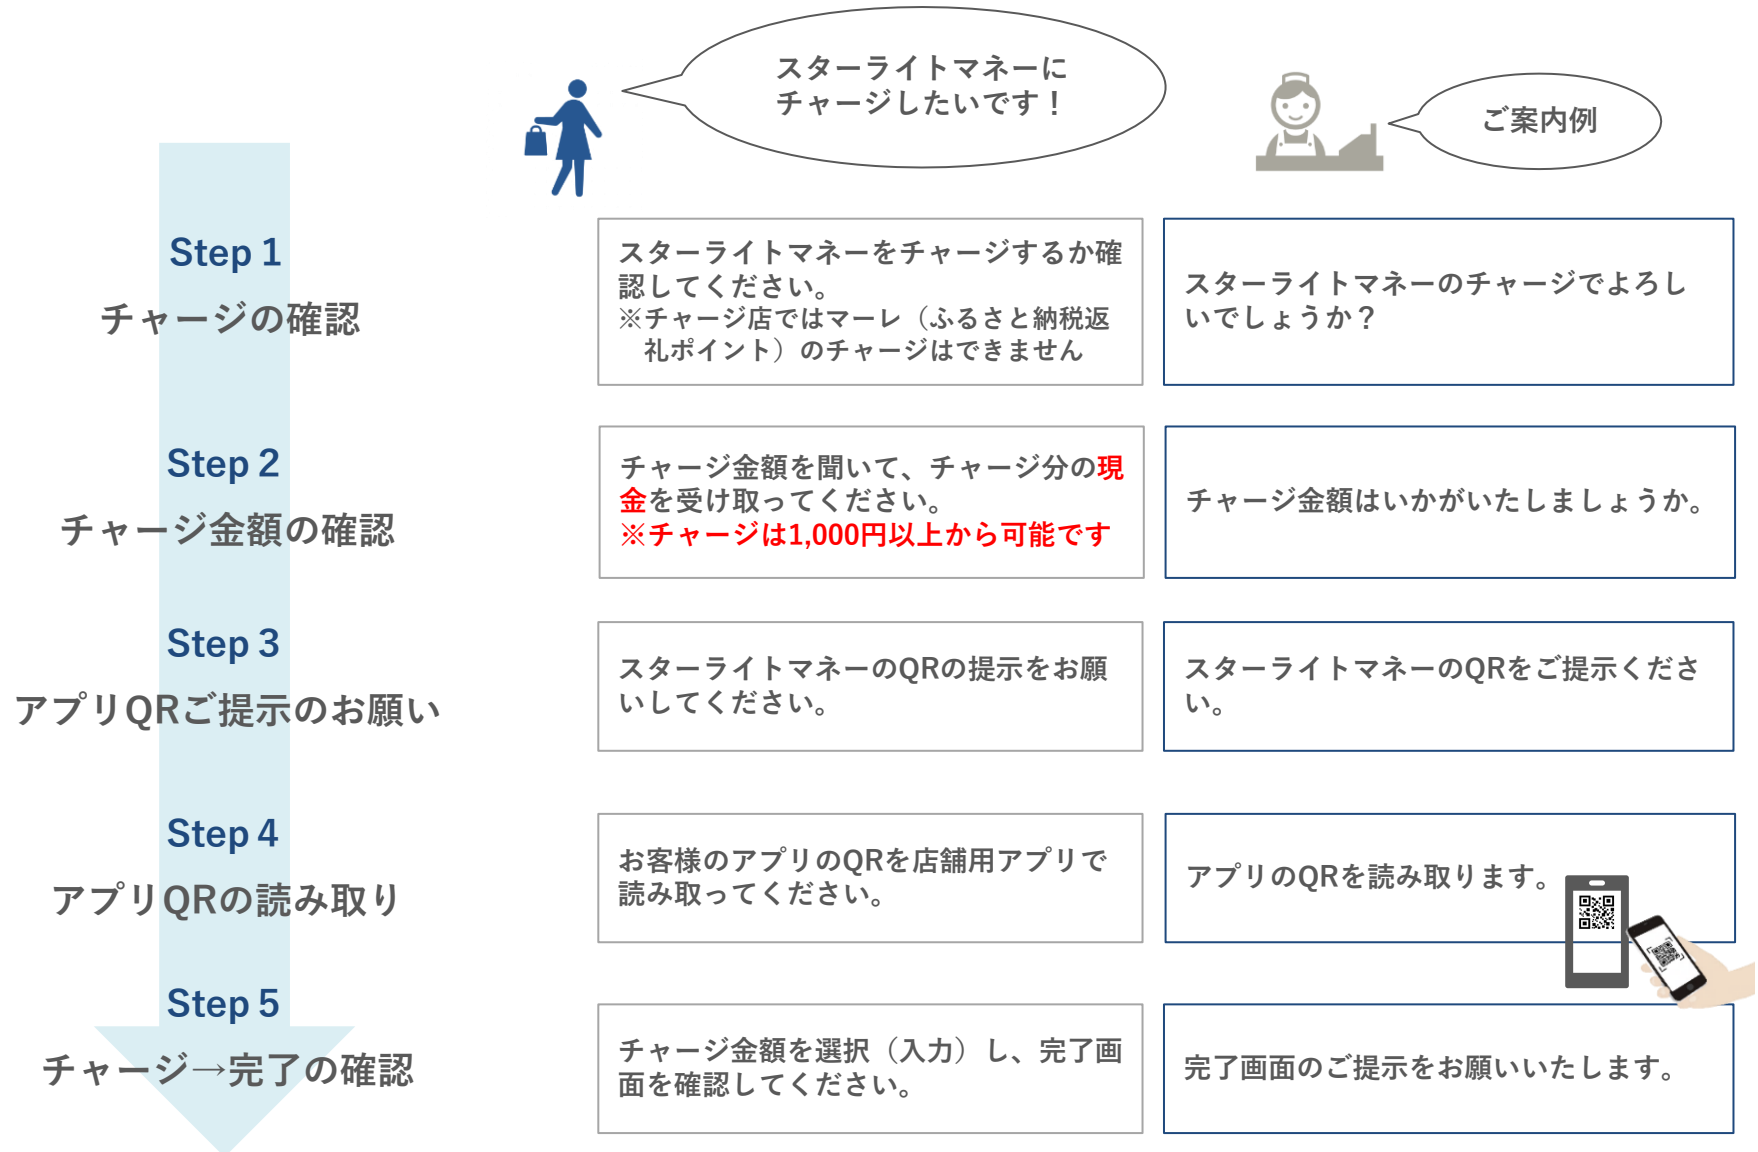 スターライトマネーに
チャージしたいです！
ご案内例
Step 1
チャージの確認
スターライトマネーをチャージするか確
認してください。
※チャージ店ではマーレ（ふるさと納税返
礼ポイント）のチャージはできません
スターライトマネーのチャージでよろし
いでしょうか？
Step 2
チャージ金額の確認
チャージ金額を聞いて、チャージ分の現
金を受け取ってください。
※チャージは1,000円以上から可能です
チャージ金額はいかがいたしましょうか。
Step 3
アプリQRご提示のお願い
スターライトマネーのQRの提示をお願
いしてください。
スターライトマネーのQRをご提示くださ
い。
Step 4
アプリQRの読み取り
お客様のアプリのQRを店舗用アプリで
読み取ってください。
アプリのQRを読み取ります。
Step 5
チャージ→完了の確認
チャージ金額を選択（入力）し、完了画
面を確認してください。
完了画面のご提示をお願いいたします。